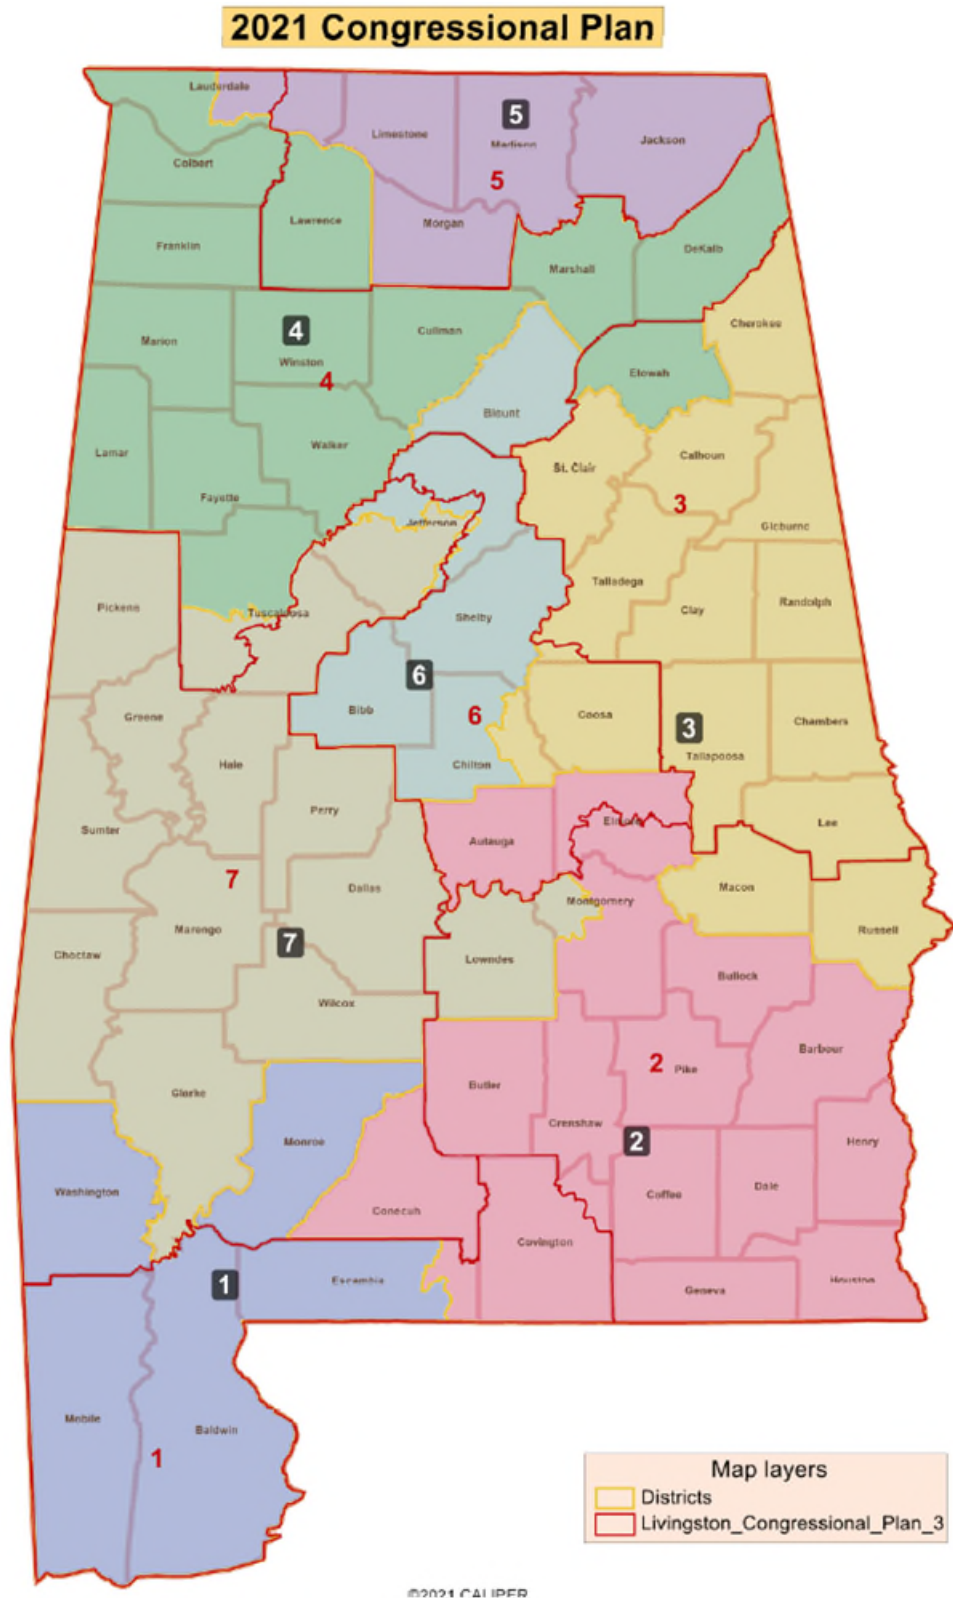 2021 Congressional Plan
Lauderdale
Limestone
5
Madison
Jackson
Colbert
5
Lawrence
Morgan
Franklin
DeKalb
Marshall
4
Cullman
Cherokee
Marion
Winston
4
Etowah
Blount
Walker
Lamar
St. Clair
Calhoun
Fayette
3
Jefferson
Talladega
Randolph
Pickens
Tuscaloosa
Clay
Shelby
6
Bibb
6
Coosa
Greene
3
Chambers
Tallapoosa
Hale
Chilton
Perry
Sumter
Elmore
Lee
Autauga
7
Dallas
Macon
Montgomery
Marengo
7
Russell
Choctaw
Lowndes
Bullock
Wilcox
Barbour
2
Pike
Butler
Clarke
Crenshaw
2
Monroe
Henry
Washington
Coffee
Dale
Conecuh
Covington
1
Escambia
Geneva
Houston
Mobile
Baldwin
1
Map layers
Districts
Livingston_Congressional_Plan_3
©2021 CALIPER